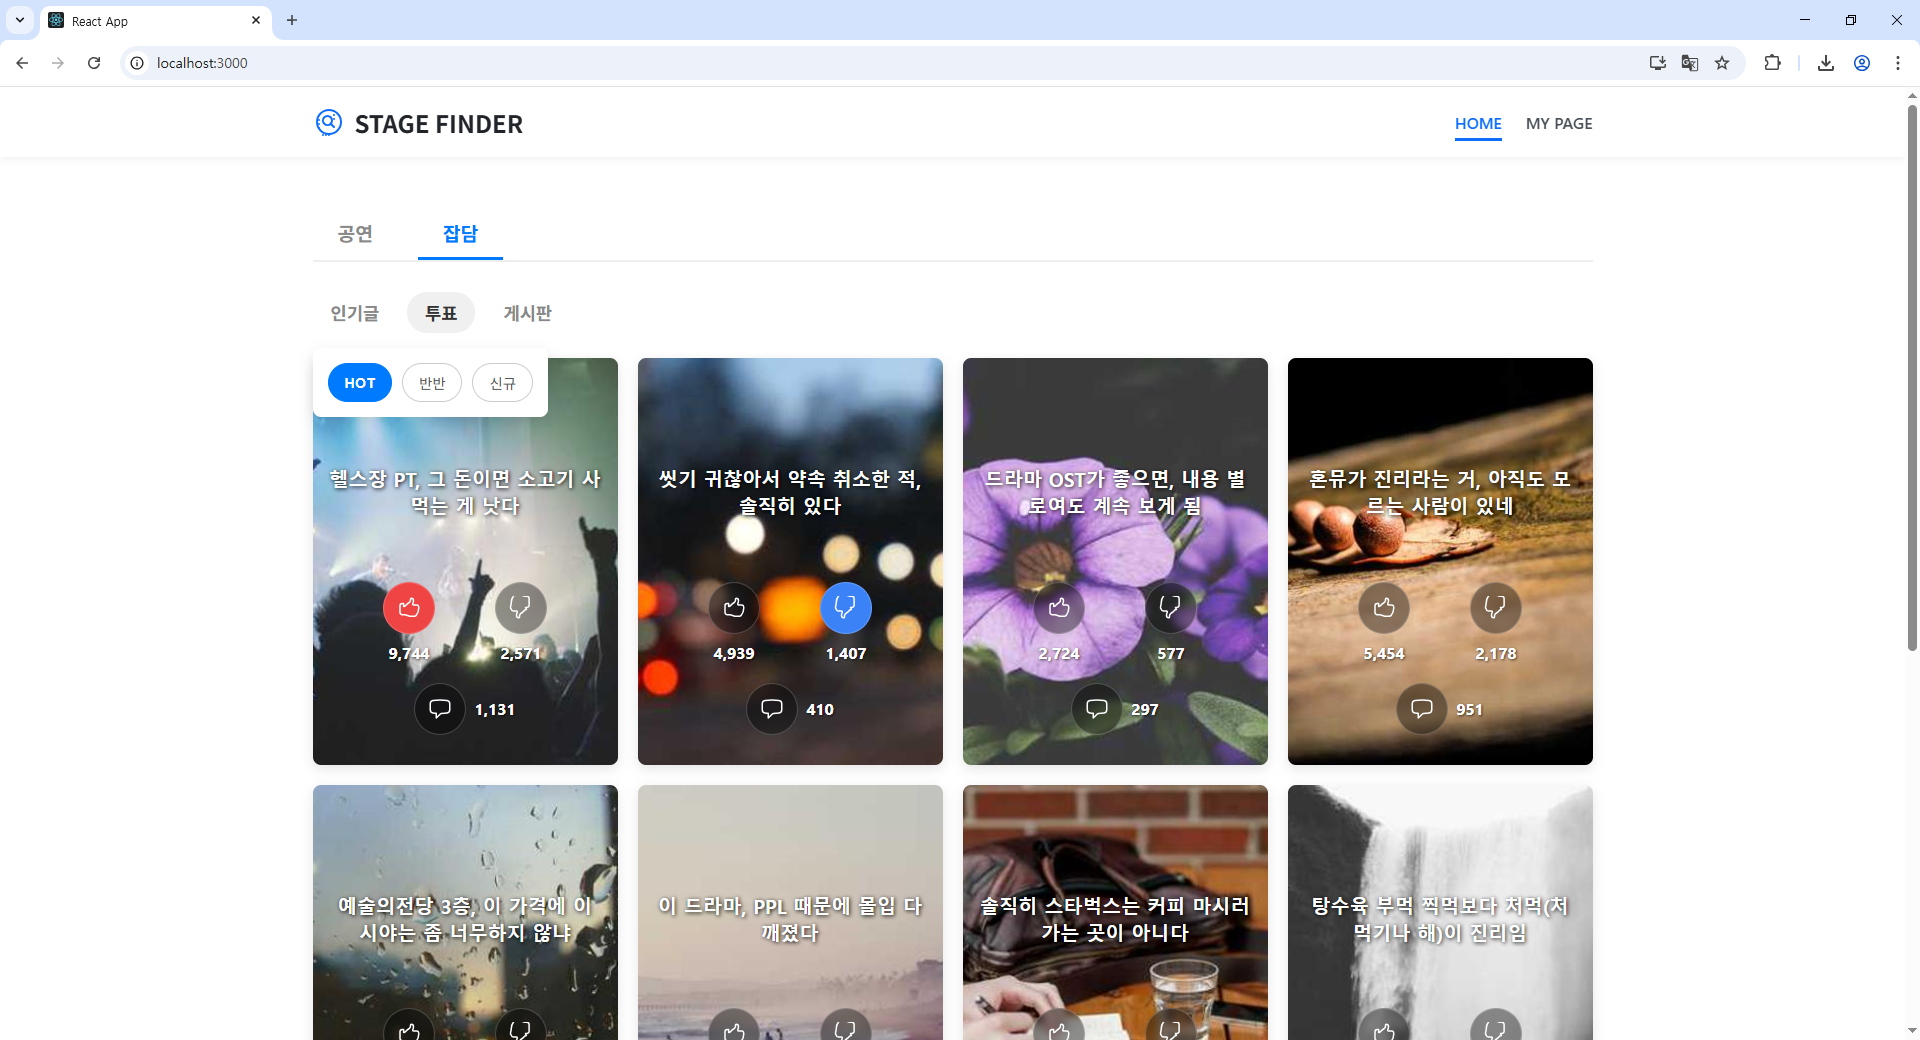 React App
localhost:3000
STAGE FINDER
HOME
MY PAGE
공연
잡담
인기글
투표
게시판
HOT
반반
신규
헬스장 PT, 그 돈이면 소고기 사
먹는 게 낫다
9,744
2,571
1,131
씻기 귀찮아서 약속 취소한 적,
솔직히 있다
4,939
1,407
410
드라마 OST가 좋으면, 내용 별
로여도 계속 보게 됨
2,724
577
297
혼뮤가 진리라는 거, 아직도 모
르는 사람이 있네
5,454
2,178
951
예술의전당 3층, 이 가격에 이
시야는 좀 너무하지 않냐
이 드라마, PPL 때문에 몰입 다
깨졌다
솔직히 스타벅스는 커피 마시러
가는 곳이 아니다
탕수육 부먹 찍먹보다 처먹(처
먹기나 해)이 진리임